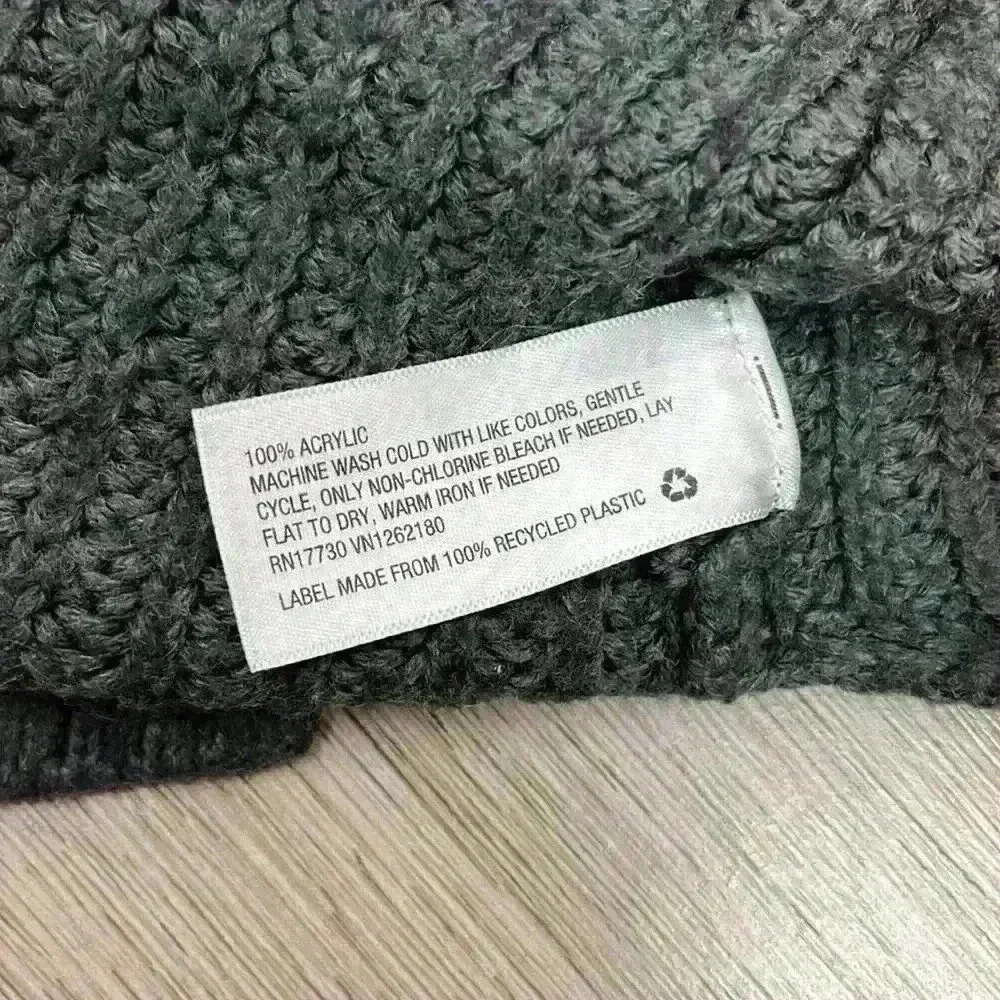 100% ACRYLIC
MACHINE WASH COLD WITH LIKE COLORS, GENTLE
CYCLE, ONLY NON-CHLORINE BLEACH IF NEEDED, LAY
FLAT TO DRY, WARM IRON IF NEEDED
RN17730 VN1262180
LABEL MADE FROM 100% RECYCLED PLASTIC